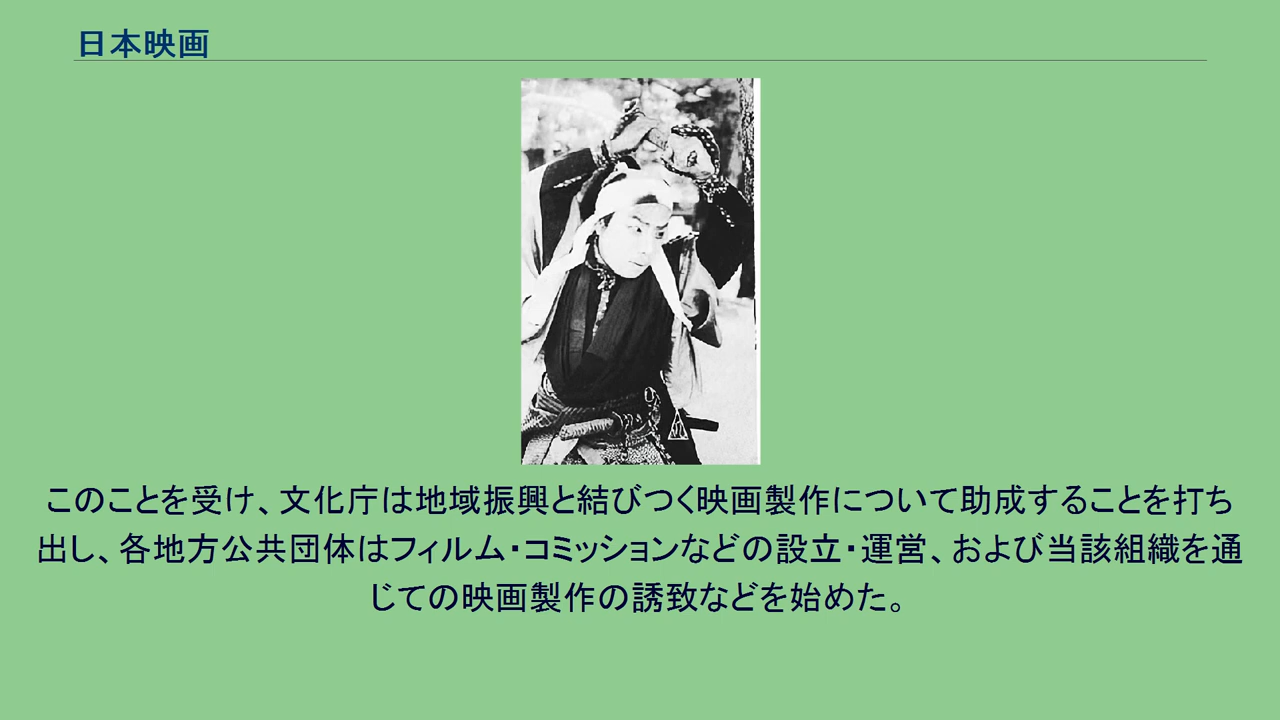 日本映画
このことを受け、文化庁は地域振興と結びつく映画製作について助成することを打ち
出し、各地方公共団体はフィルム・コミッションなどの設立・運営、および当該組織を通
じての映画製作の誘致などを始めた。